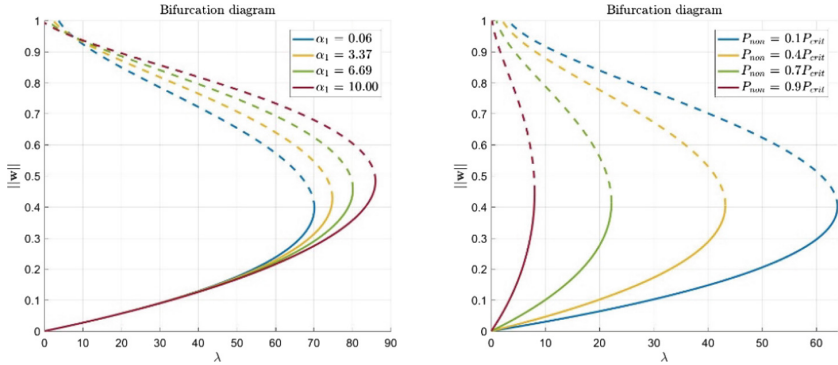 Bifurcation diagram
1
0.9
0.8
0.7
0.6
0.5
0.4
0.3
0.2
0.1
0
||w||
α₁ = 0.06
α₁ = 3.37
α₁ = 6.69
α₁ = 10.00
0 10 20 30 40 50 60 70 80 90
λ
Bifurcation diagram
1
0.9
0.8
0.7
0.6
0.5
0.4
0.3
0.2
0.1
0
||w||
Pₙₒₙ = 0.1P_crit
Pₙₒₙ = 0.4P_crit
Pₙₒₙ = 0.7P_crit
Pₙₒₙ = 0.9P_crit
0 10 20 30 40 50 60
λ